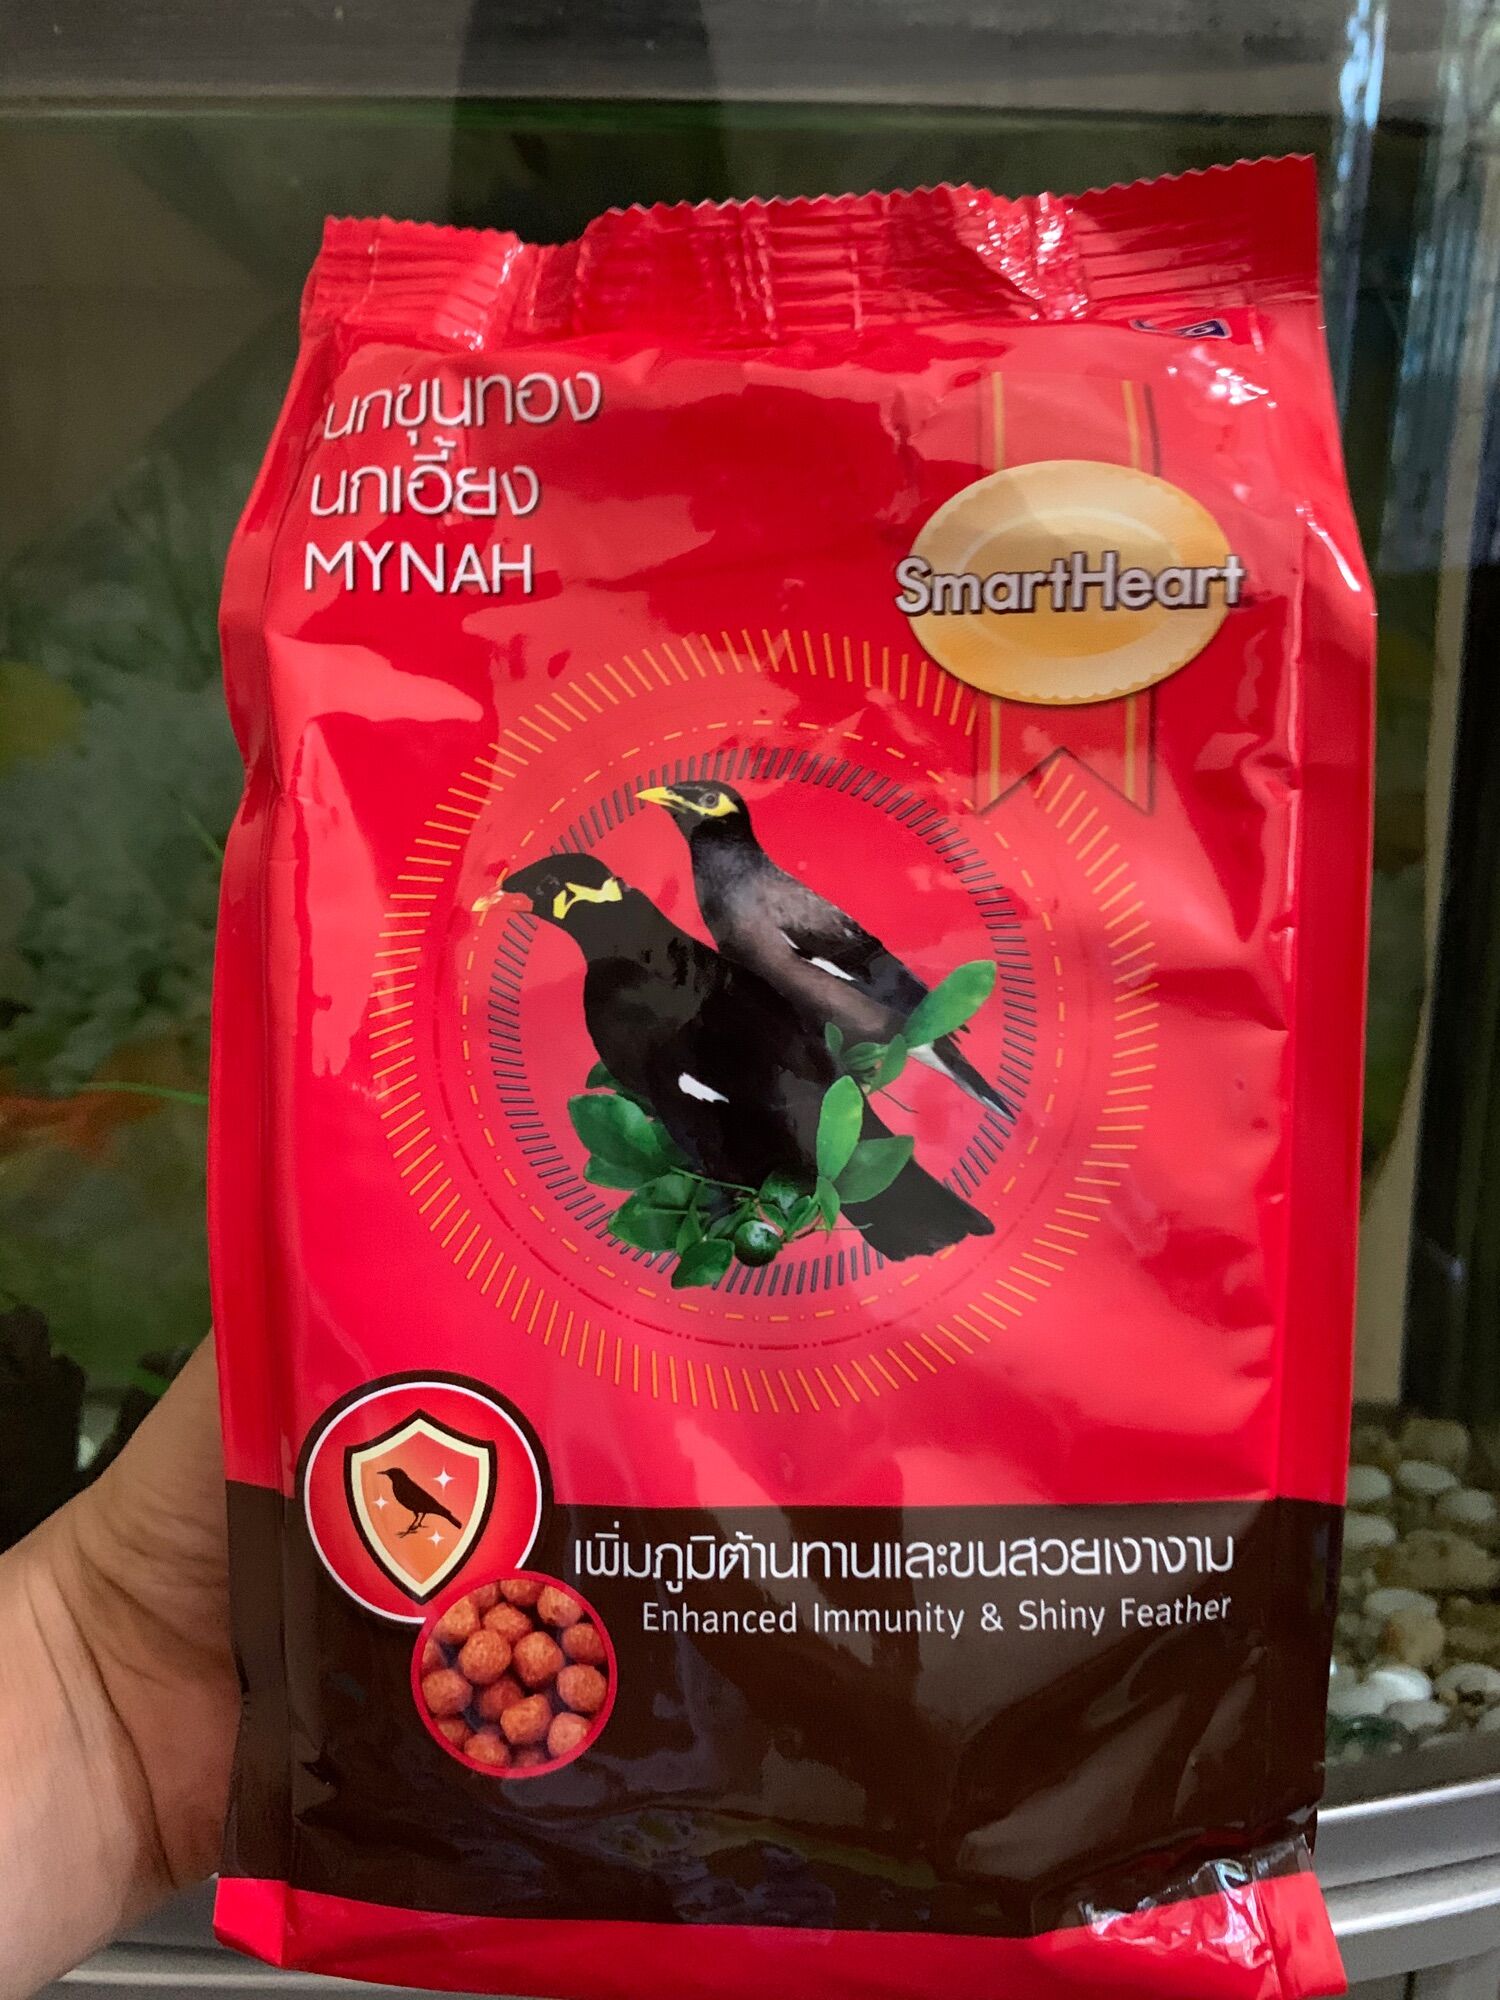 นกขุนทอง
นกเอี้ยง
MYNAH
SmartHeart
เพิ่มภูมิต้านทานและขนสวยเงางาม
Enhanced Immunity & Shiny Feather